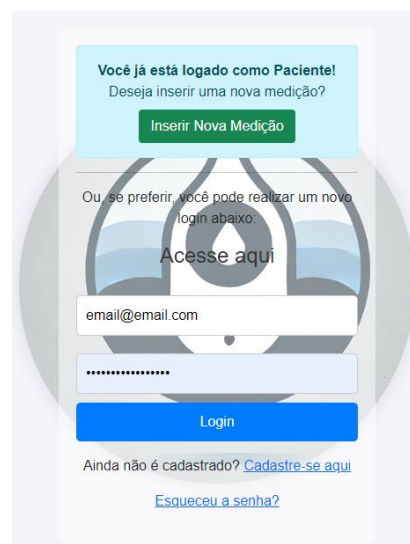 Você já está logado como Paciente!
Deseja inserir uma nova medição?
Inserir Nova Medição
Ou, se preferir, você pode realizar um novo
login abaixo:
Acesse aqui
email@email.com
•••••••••••••••••
Login
Ainda não é cadastrado? Cadastre-se aqui
Esqueceu a senha?